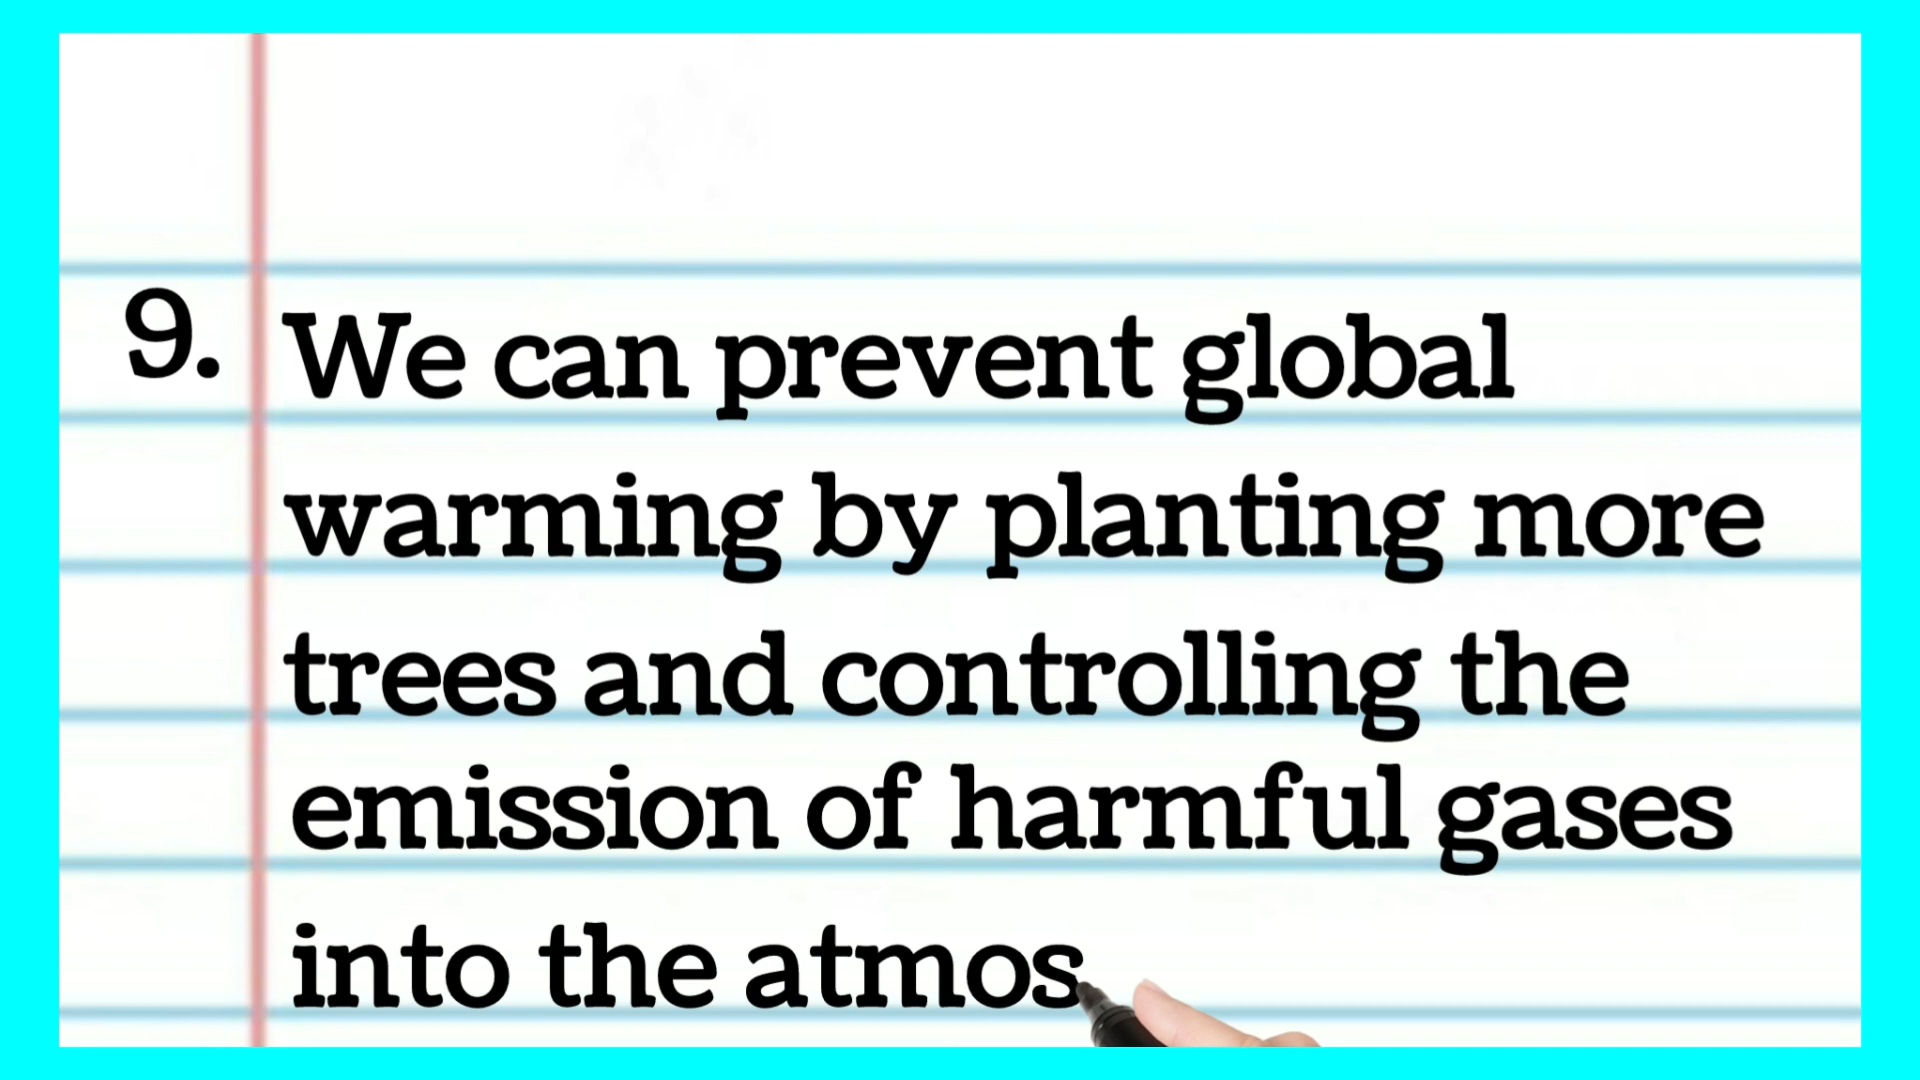 9. We can prevent global
warming by planting more
trees and controlling the
emission of harmful gases
into the atmos